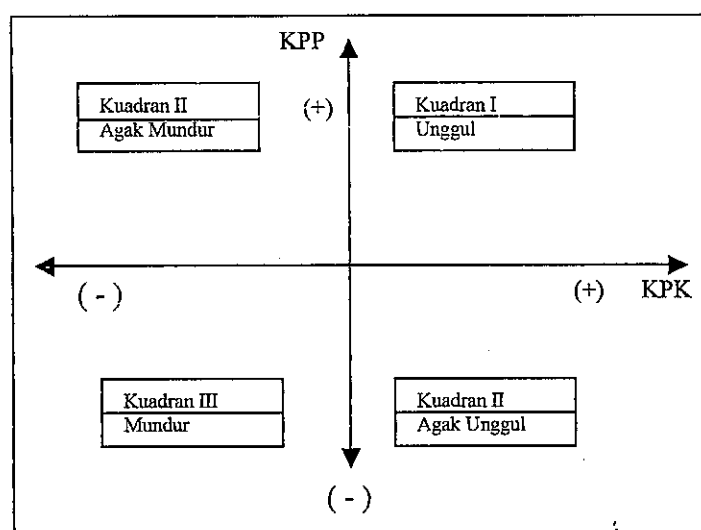 KPP
Kuadran II
Agak Mundur
(+)
Kuadran I
Unggul
( - )
(+) KPK
Kuadran III
Mundur
Kuadran II
Agak Unggul
( - )